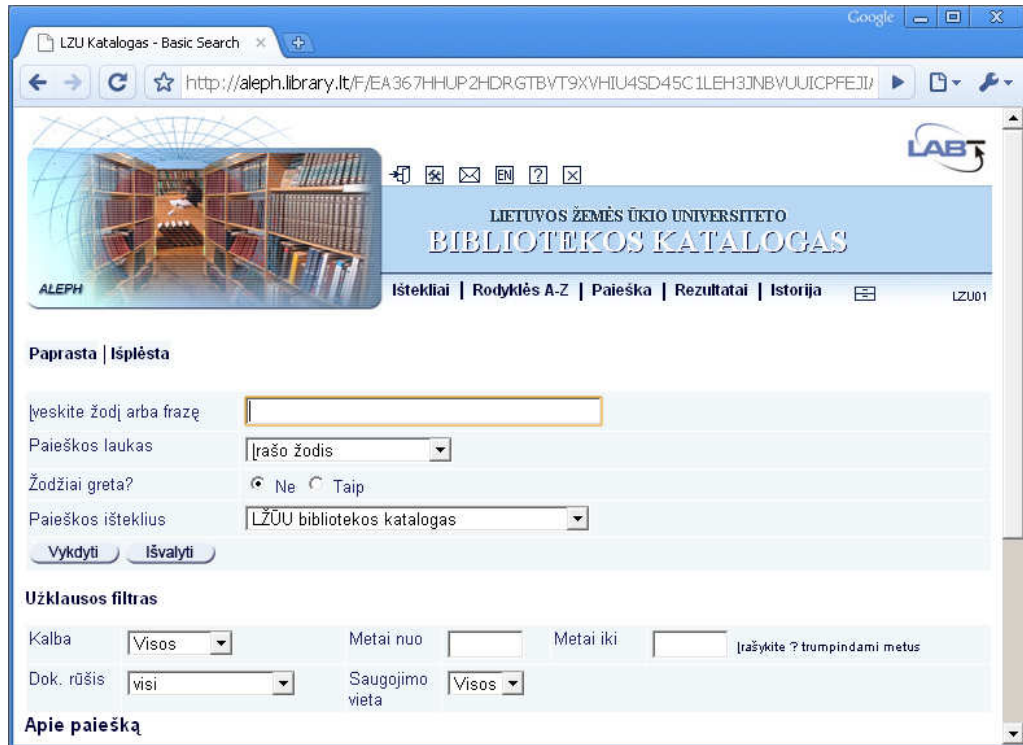 Google
LZU Katalogas - Basic Search
http://aleph.library.lt/F/EA367HHUP2HDRGTBVT9XVHIU4SD45C1LEH3JNBVUUICPFEJI/
LABT
EN ?
LIETUVOS ŽEMĖS ŪKIO UNIVERSITETO
BIBLIOTEKOS KATALOGAS
ALEPH
Ištekliai | Rodyklės A-Z | Paieška | Rezultatai | Istorija
LZU01
Paprasta | Išplėsta
Įveskite žodį arba frazę
Paieškos laukas Įrašo žodis
Žodžiai greta? Ne Taip
Paieškos išteklius LŽŪU bibliotekos katalogas
Vykdyti Išvalyti
Užklausos filtras
Kalba Visos Metai nuo Metai iki Įrašykite ? trumpindami metus
Dok. rūšis visi Saugojimo vieta Visos
Apie paiešką